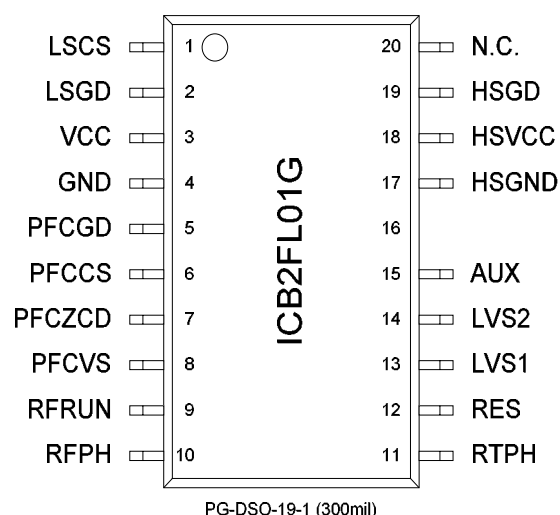 LSCS 1 20 N.C.
LSGD 2 19 HSGD
VCC 3 18 HSVCC
GND 4 17 HSGND
PFCGD 5 16
PFCCS 6 15 AUX
PFCZCD 7 14 LVS2
PFCVS 8 13 LVS1
RFRUN 9 12 RES
RFPH 10 11 RTPH
ICB2FL01G
PG-DSO-19-1 (300mil)